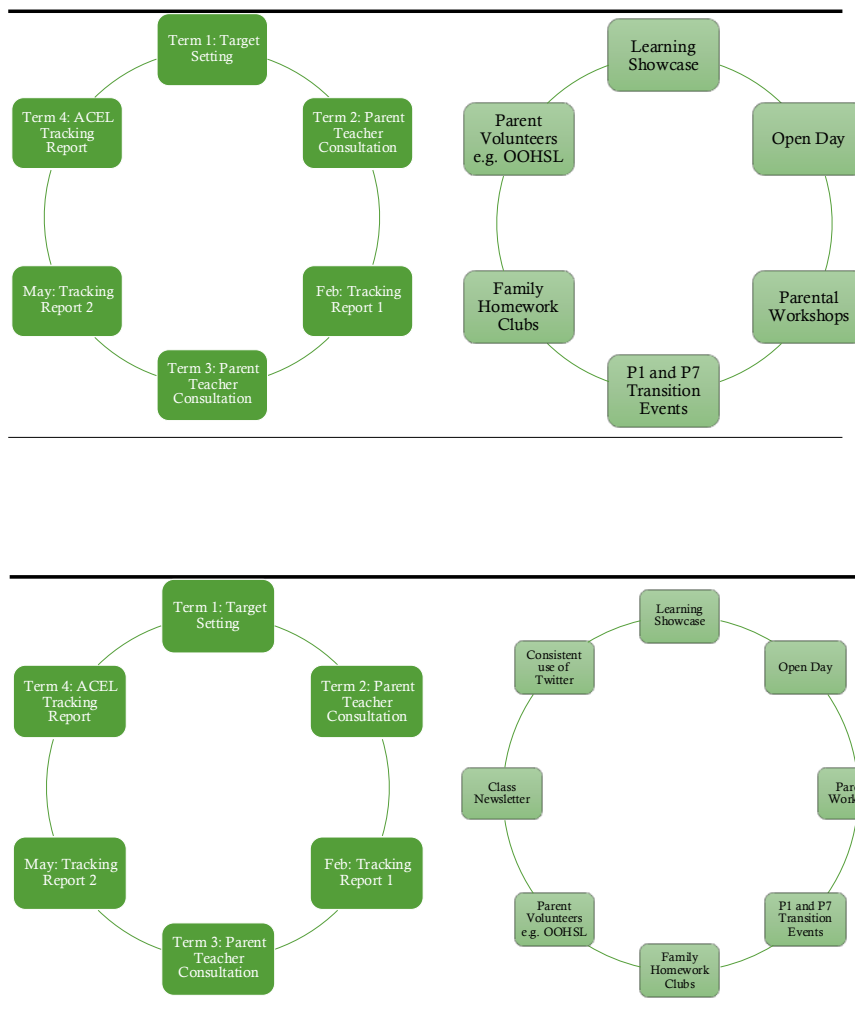 Term 1: Target
Setting
Term 2: Parent
Teacher
Consultation
Feb: Tracking
Report 1
Term 3: Parent
Teacher
Consultation
May: Tracking
Report 2
Term 4: ACEL
Tracking
Report
Learning
Showcase
Open Day
Parental
Workshops
P1 and P7
Transition
Events
Family
Homework
Clubs
Parent
Volunteers
e.g. OOHSL
Term 1: Target
Setting
Term 2: Parent
Teacher
Consultation
Feb: Tracking
Report 1
Term 3: Parent
Teacher
Consultation
May: Tracking
Report 2
Term 4: ACEL
Tracking
Report
Learning
Showcase
Open Day
P1 and P7
Transition
Events
Family
Homework
Clubs
Parent
Volunteers
e.g. OOHSL
Class
Newsletter
Consistent
use of
Twitter